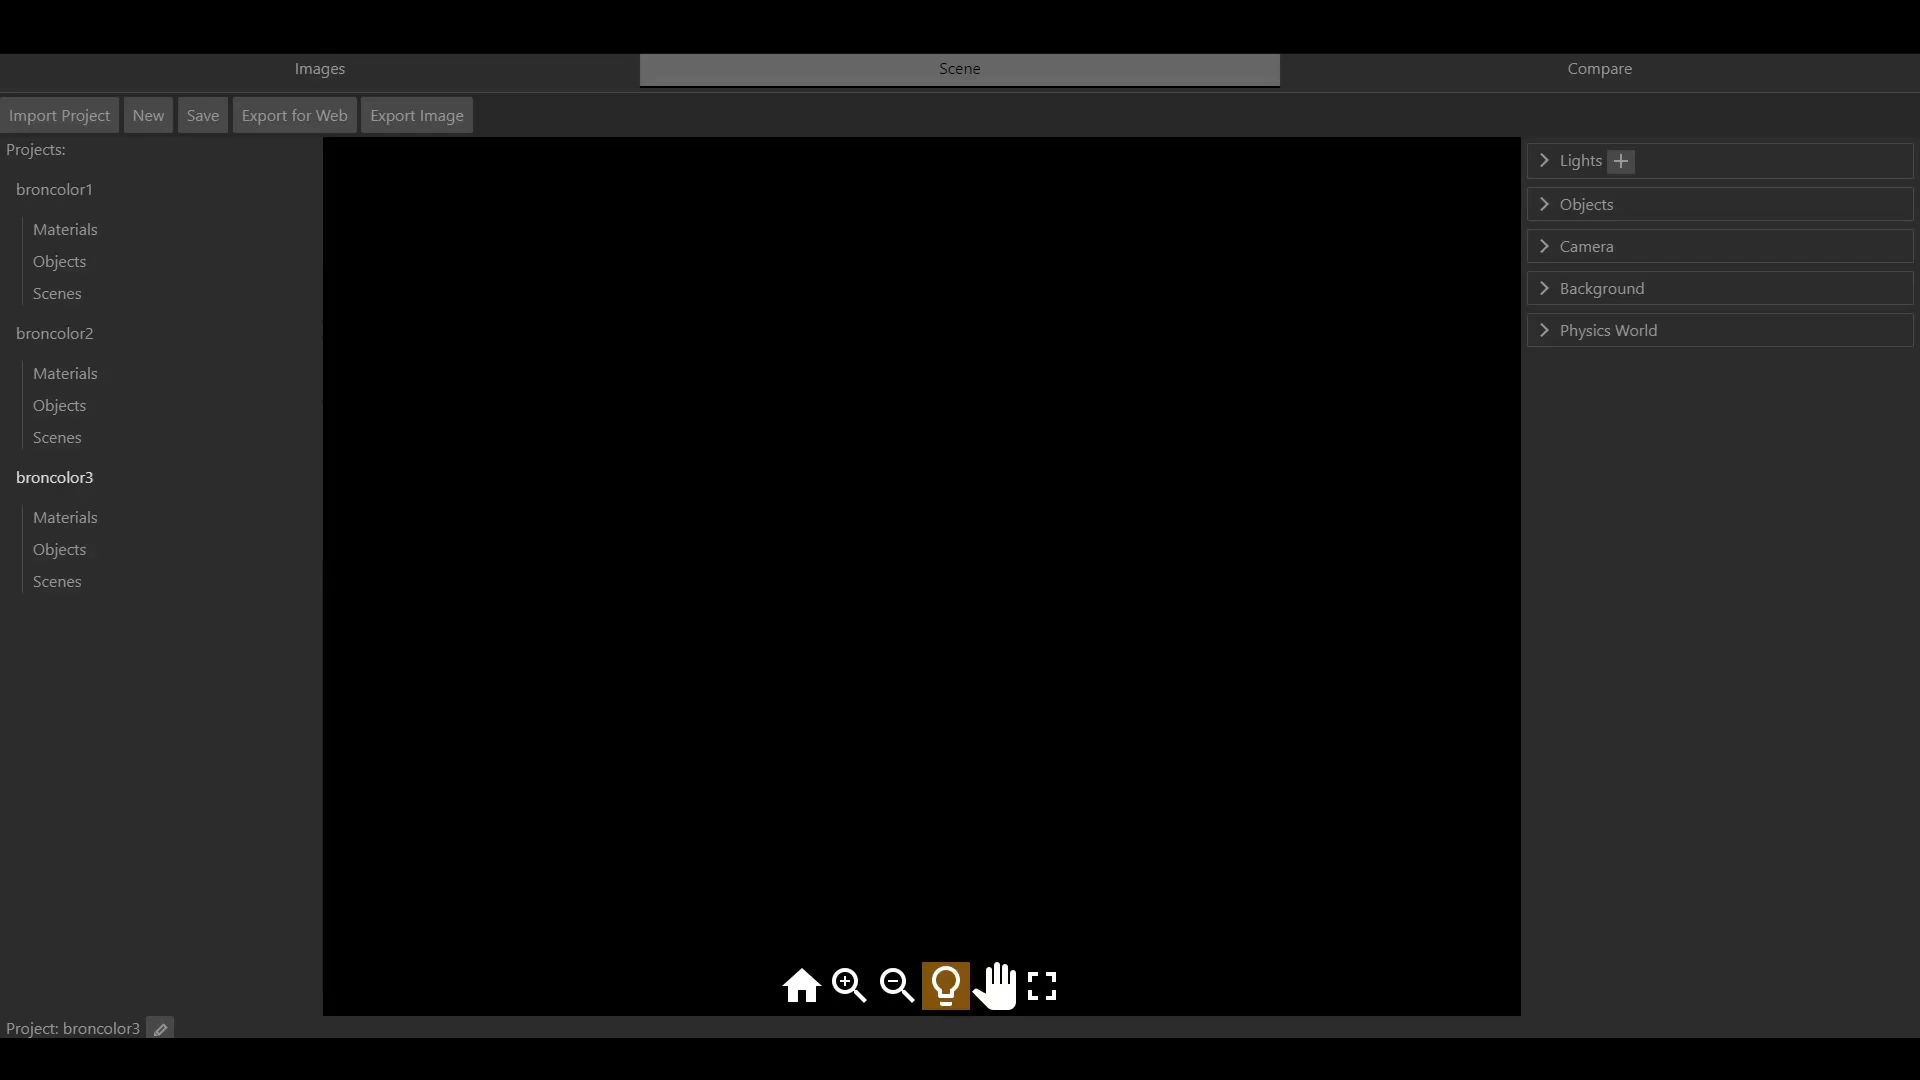 Images
Scene
Compare
Import Project
New
Save
Export for Web
Export Image
Projects:
broncolor1
Materials
Objects
Scenes
broncolor2
Materials
Objects
Scenes
broncolor3
Materials
Objects
Scenes
Lights
Objects
Camera
Background
Physics World
Project: broncolor3